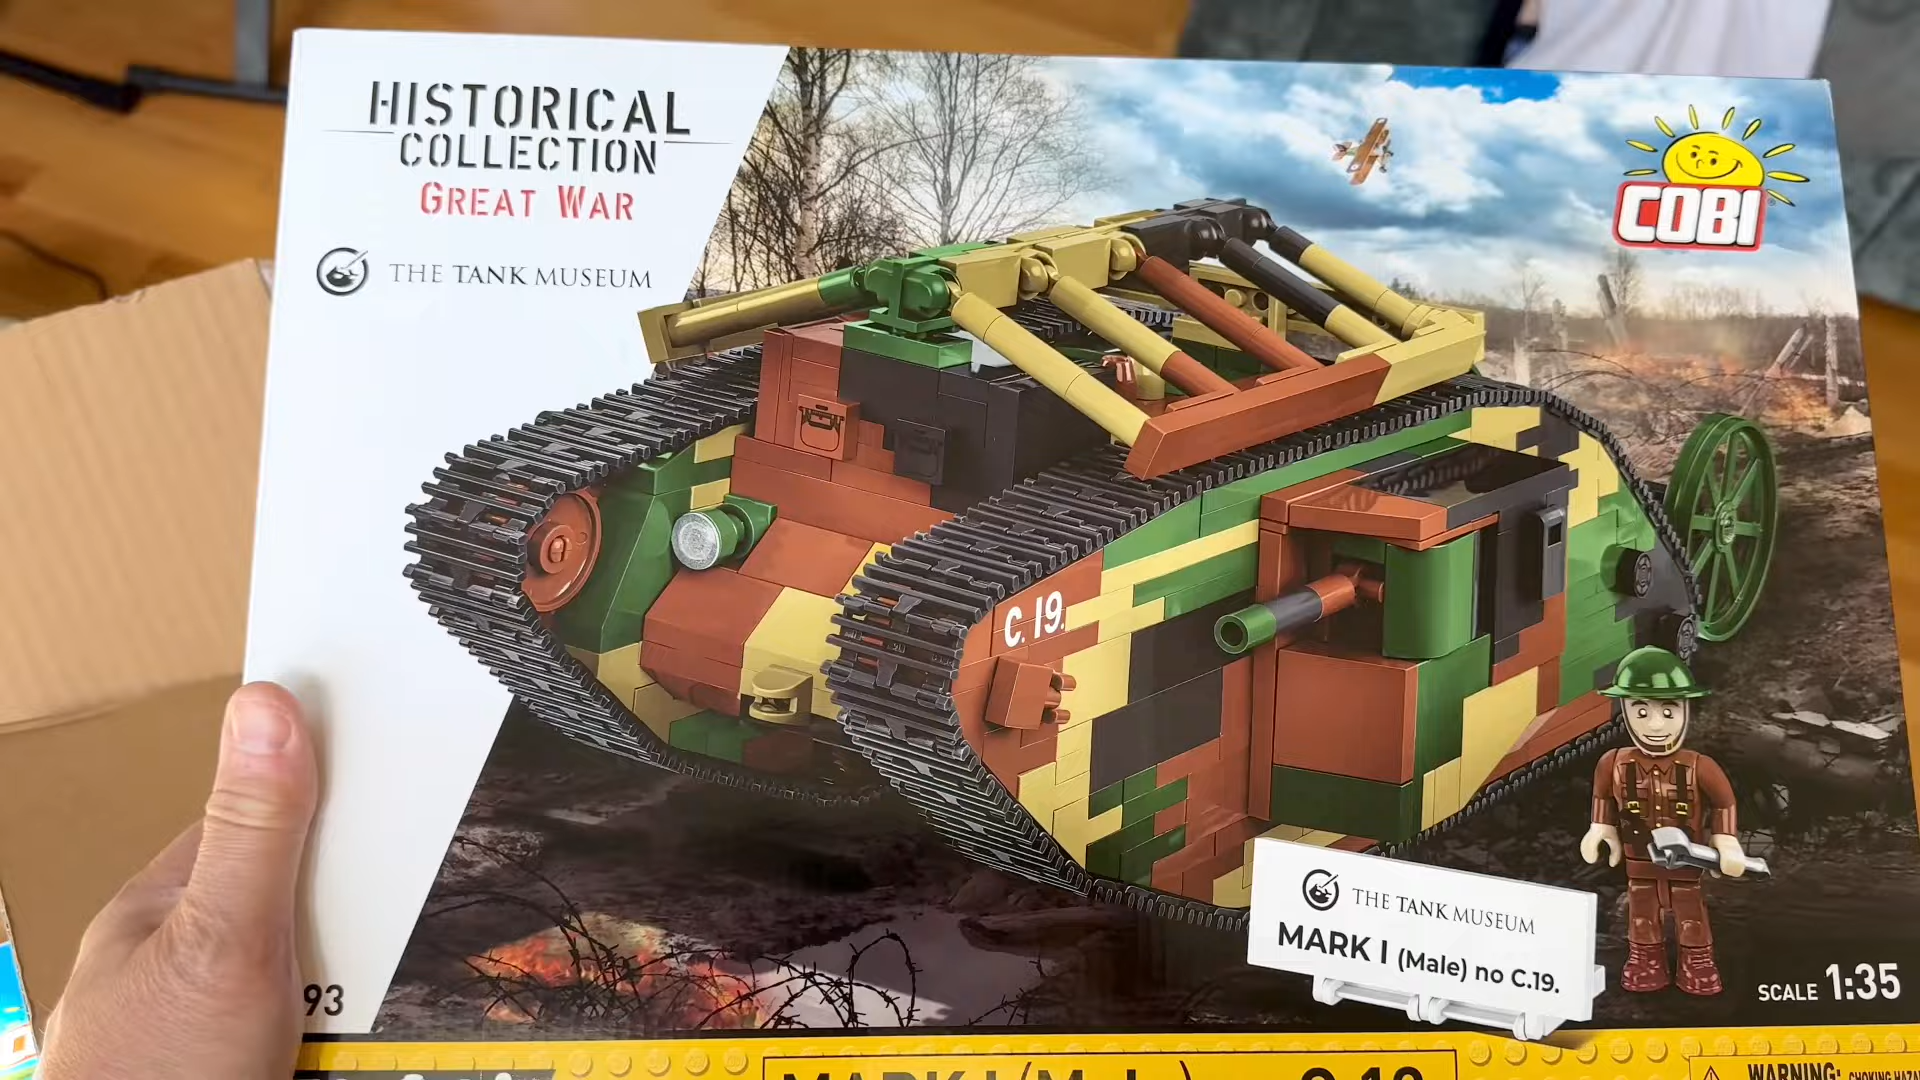 HISTORICAL
COLLECTION
GREAT WAR
THE TANK MUSEUM
COBI
C. 19.
THE TANK MUSEUM
MARK I (Male) no C.19.
93
SCALE 1:35
WARNING: